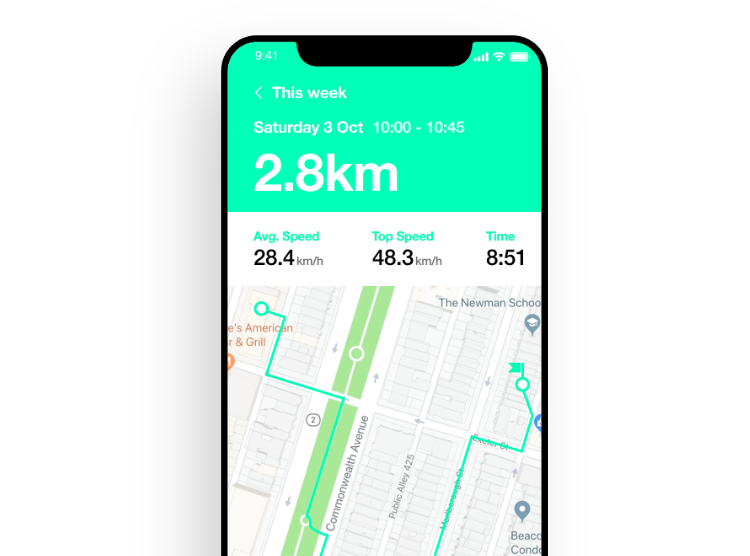 9:41
This week
Saturday 3 Oct 10:00 - 10:45
2.8km
Avg. Speed Top Speed Time
28.4 km/h 48.3 km/h 8:51
The Newman Schoo
e's American
r & Grill
2
Commonwealth Avenue
Exeter St
Public Alley 425
Marlborough St
Beaco
Condo